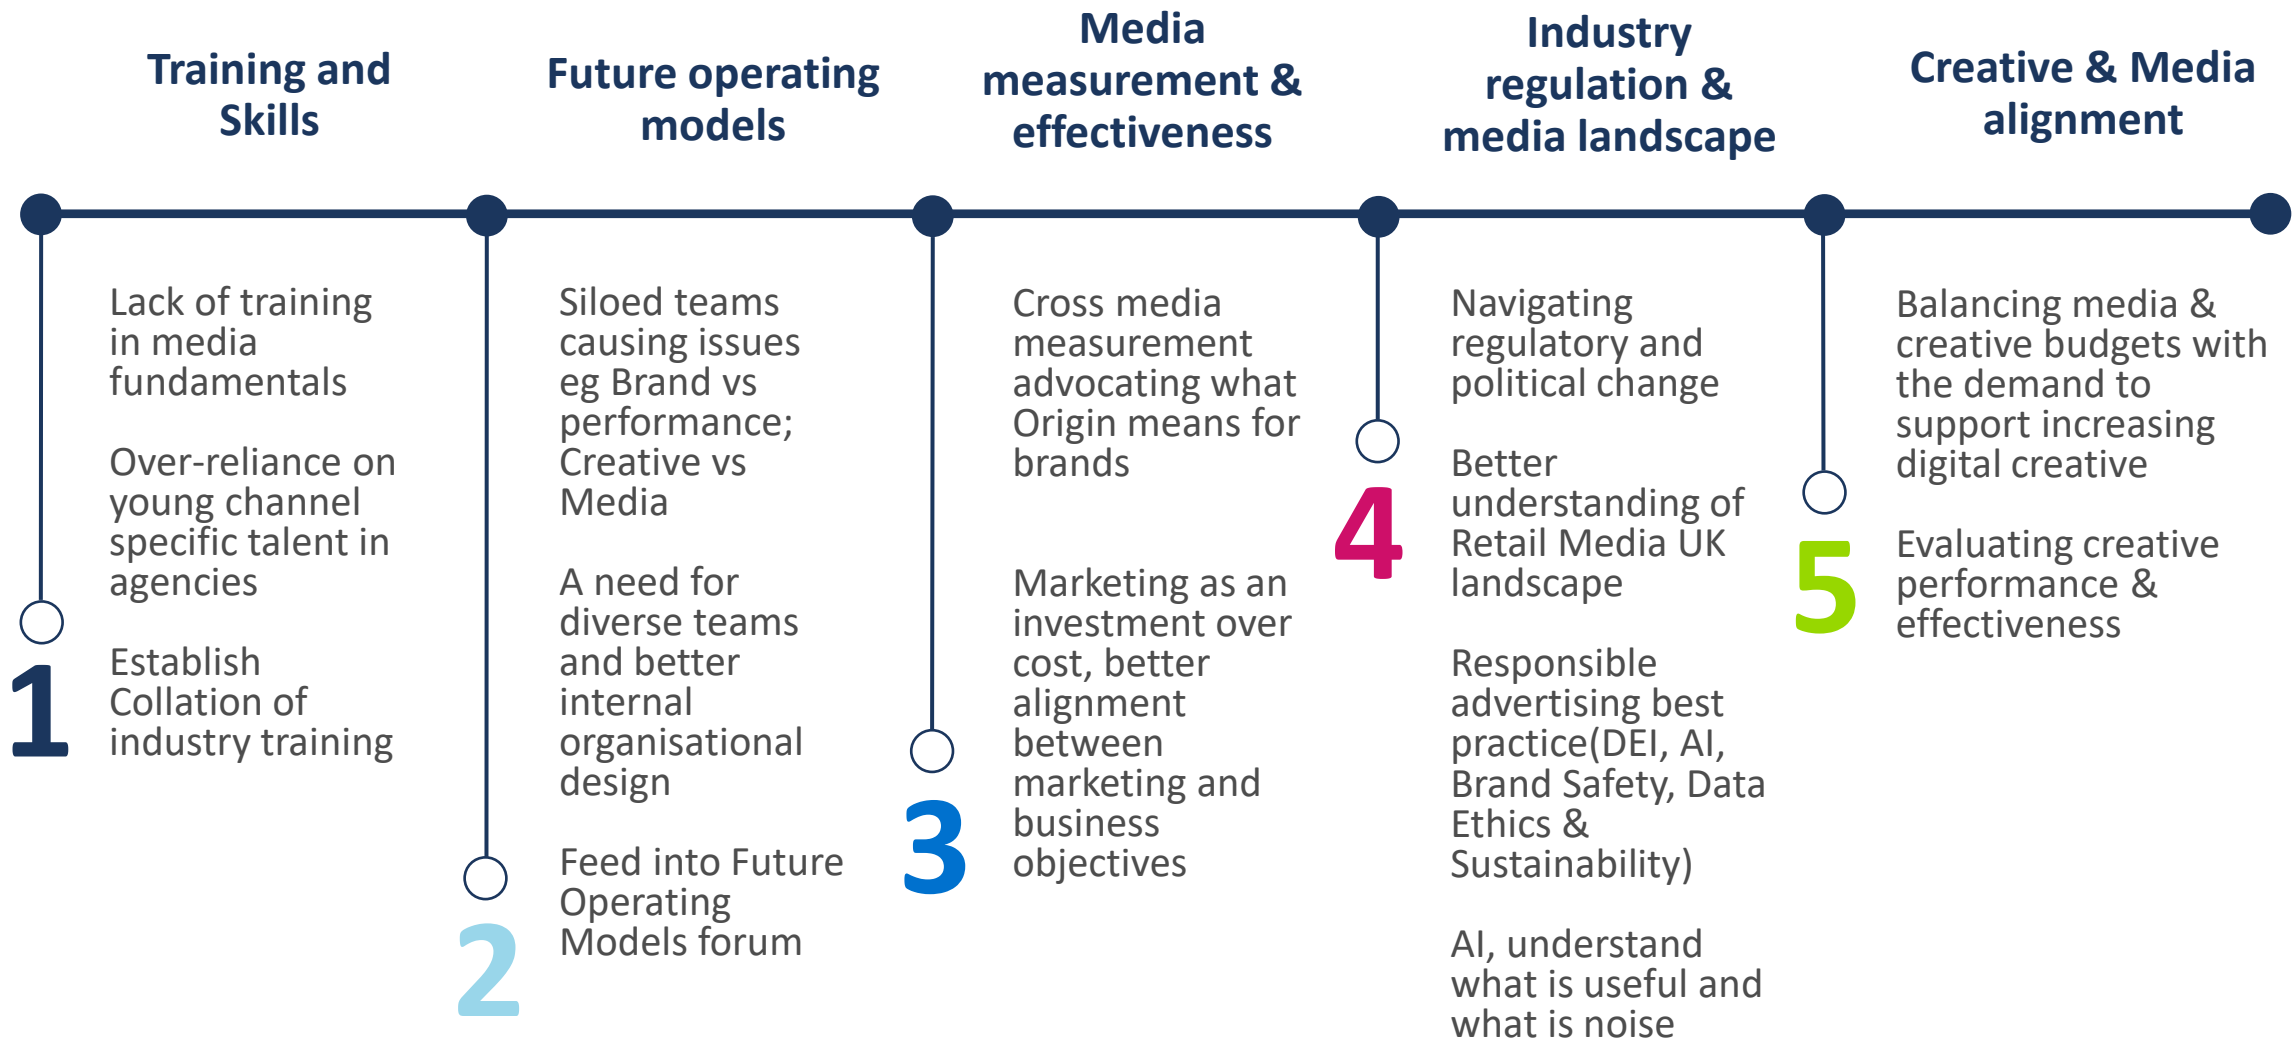 Training and
Skills
Lack of training
in media
fundamentals
Over-reliance on
young channel
specific talent in
agencies
Establish
Collation of
industry training
1
Future operating
models
Siloed teams
causing issues
eg Brand vs
performance;
Creative vs
Media
A need for
diverse teams
and better
internal
organisational
design
Feed into Future
Operating
Models forum
2
Media
measurement &
effectiveness
Cross media
measurement
advocating what
Origin means for
brands
Marketing as an
investment over
cost, better
alignment
between
marketing and
business
objectives
3
Industry
regulation &
media landscape
Navigating
regulatory and
political change
Better
understanding of
Retail Media UK
landscape
Responsible
advertising best
practice(DEI, AI,
Brand Safety, Data
Ethics &
Sustainability)
AI, understand
what is useful and
what is noise
4
Creative & Media
alignment
Balancing media &
creative budgets with
the demand to
support increasing
digital creative
Evaluating creative
performance &
effectiveness
5